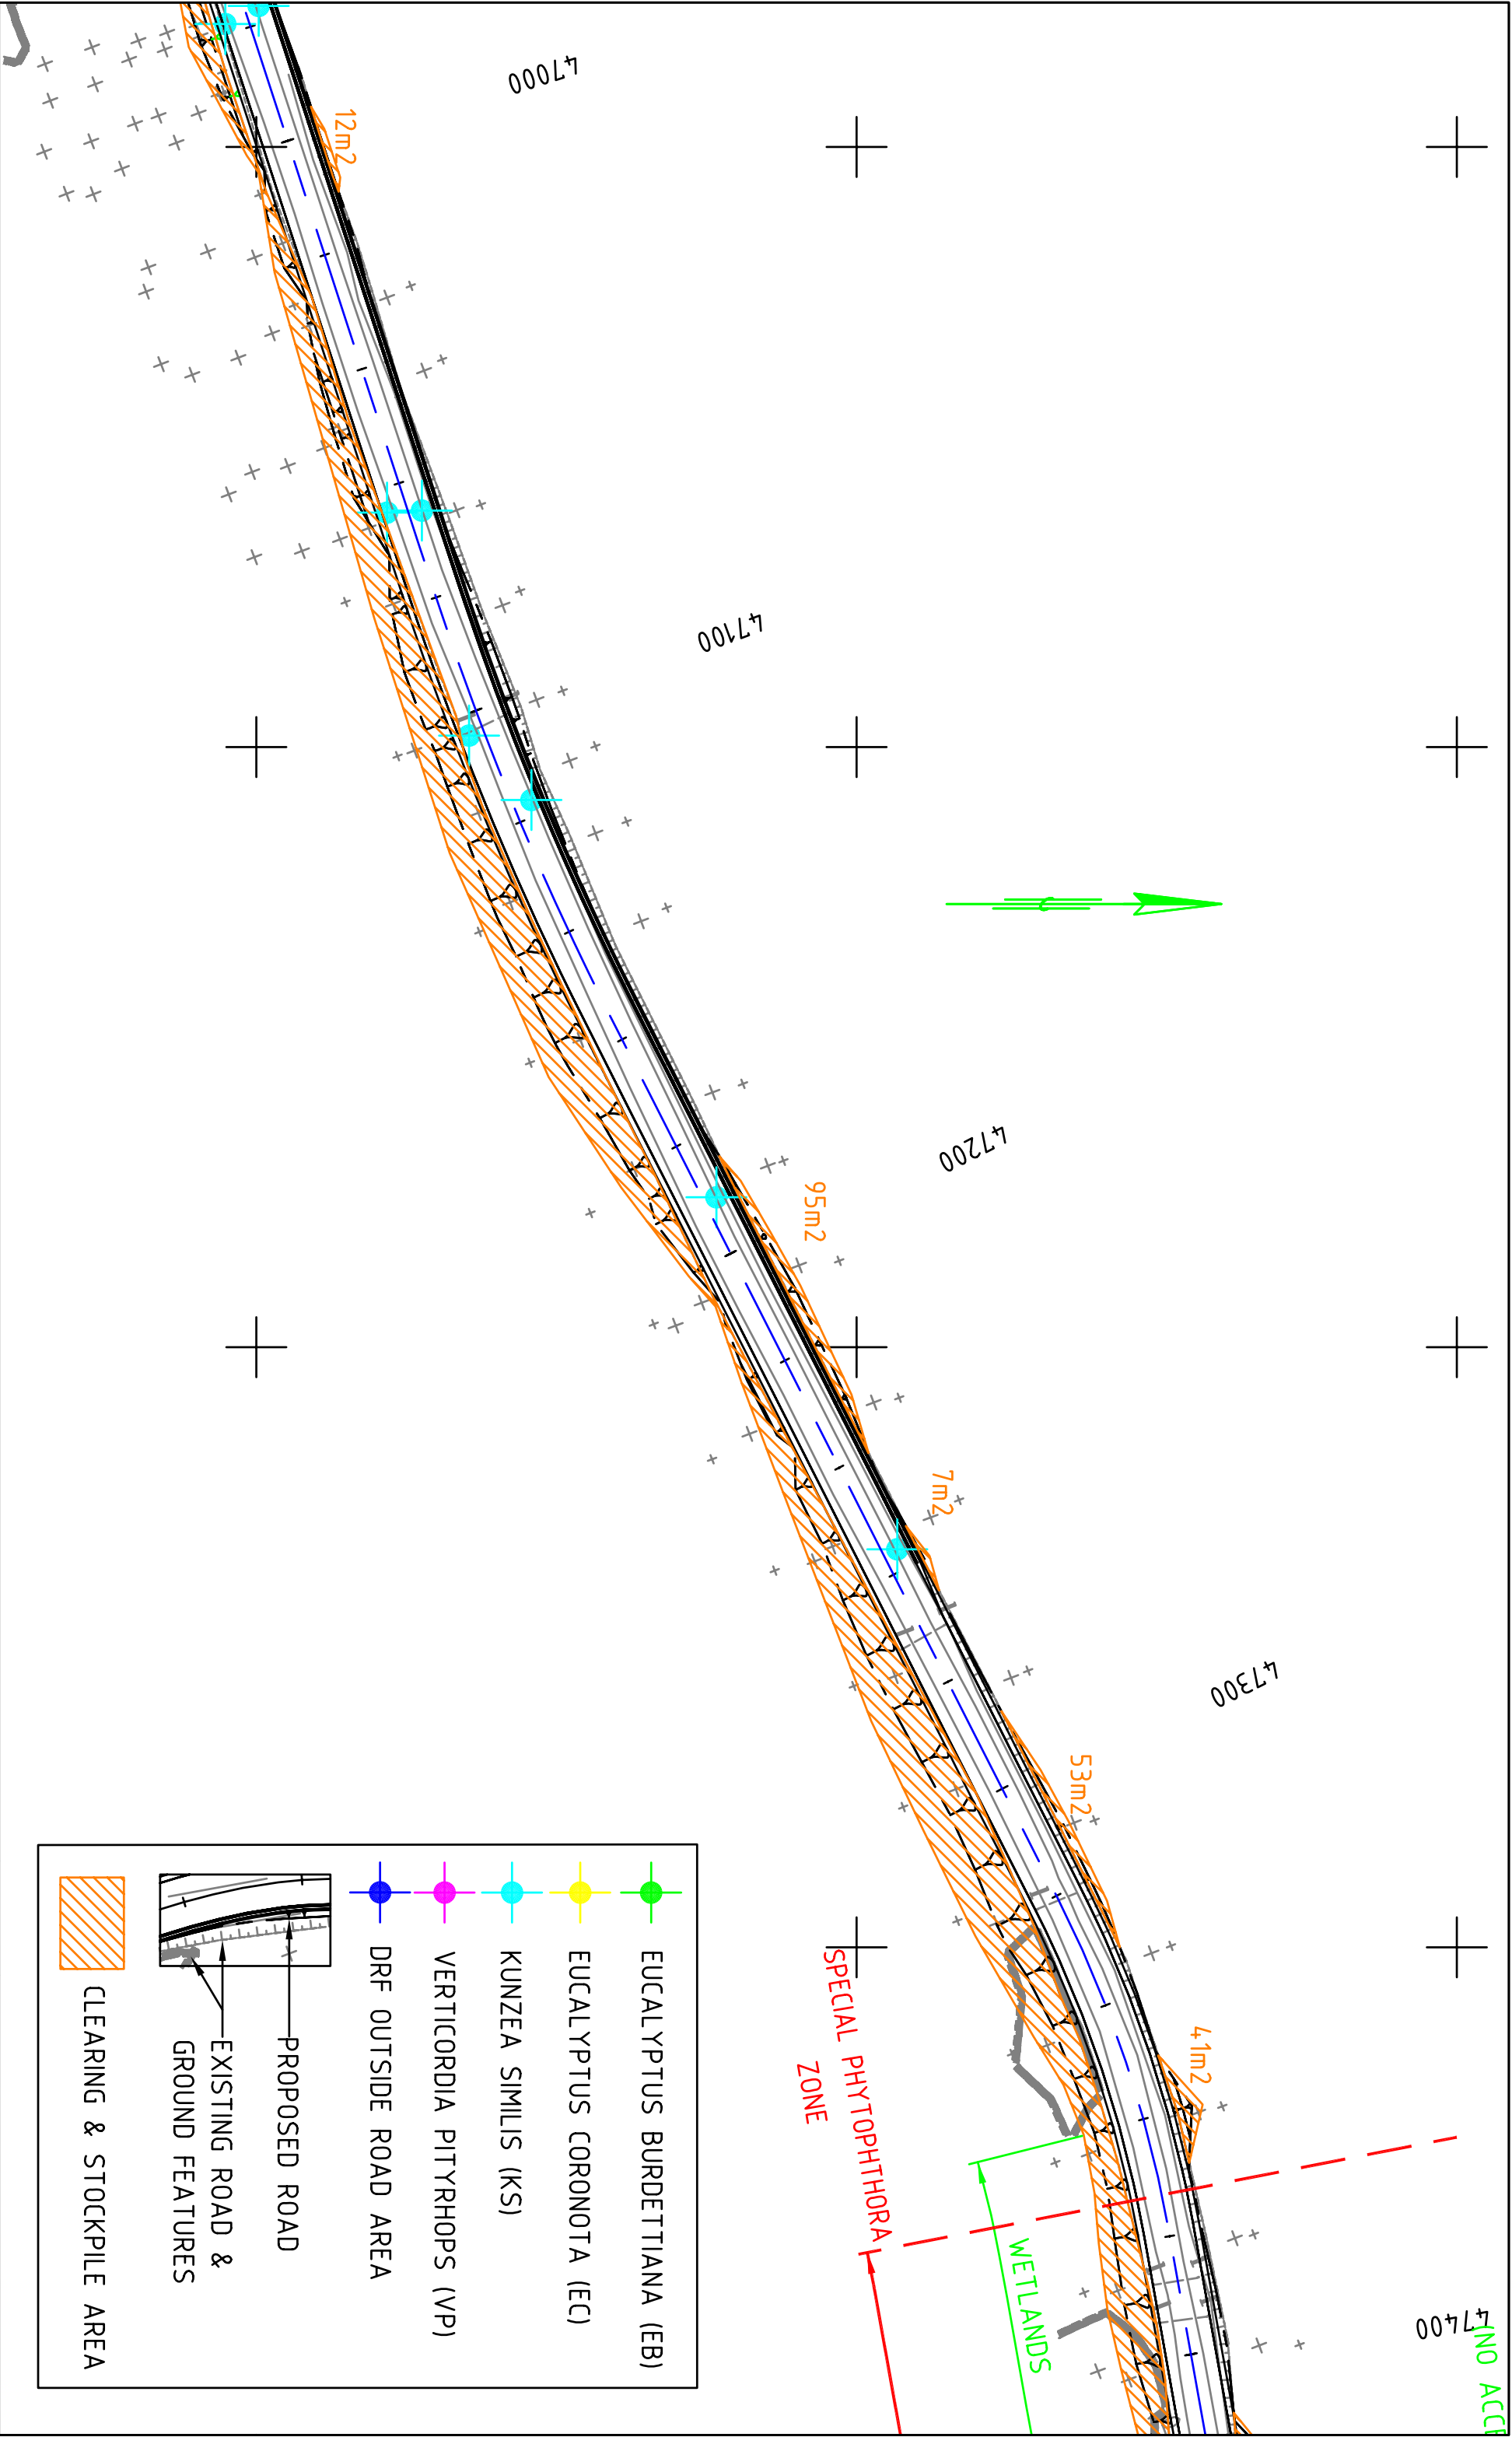 47000
12m2
47100
47200
95m2
7m2
47300
53m2
41m2
47400
(NO ACCE
SPECIAL PHYTOPHTHORA
ZONE
WETLANDS
EUCALYPTUS BURDETTIANA (EB)
EUCALYPTUS CORONOTA (EC)
KUNZEA SIMILIS (KS)
VERTICORDIA PITYRHOPS (VP)
DRF OUTSIDE ROAD AREA
PROPOSED ROAD
EXISTING ROAD &
GROUND FEATURES
CLEARING & STOCKPILE AREA